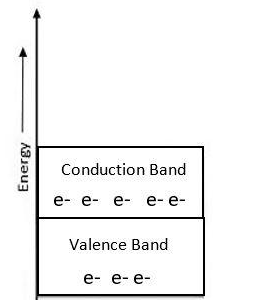 Energy
Conduction Band
e- e- e- e- e-
Valence Band
e- e- e-